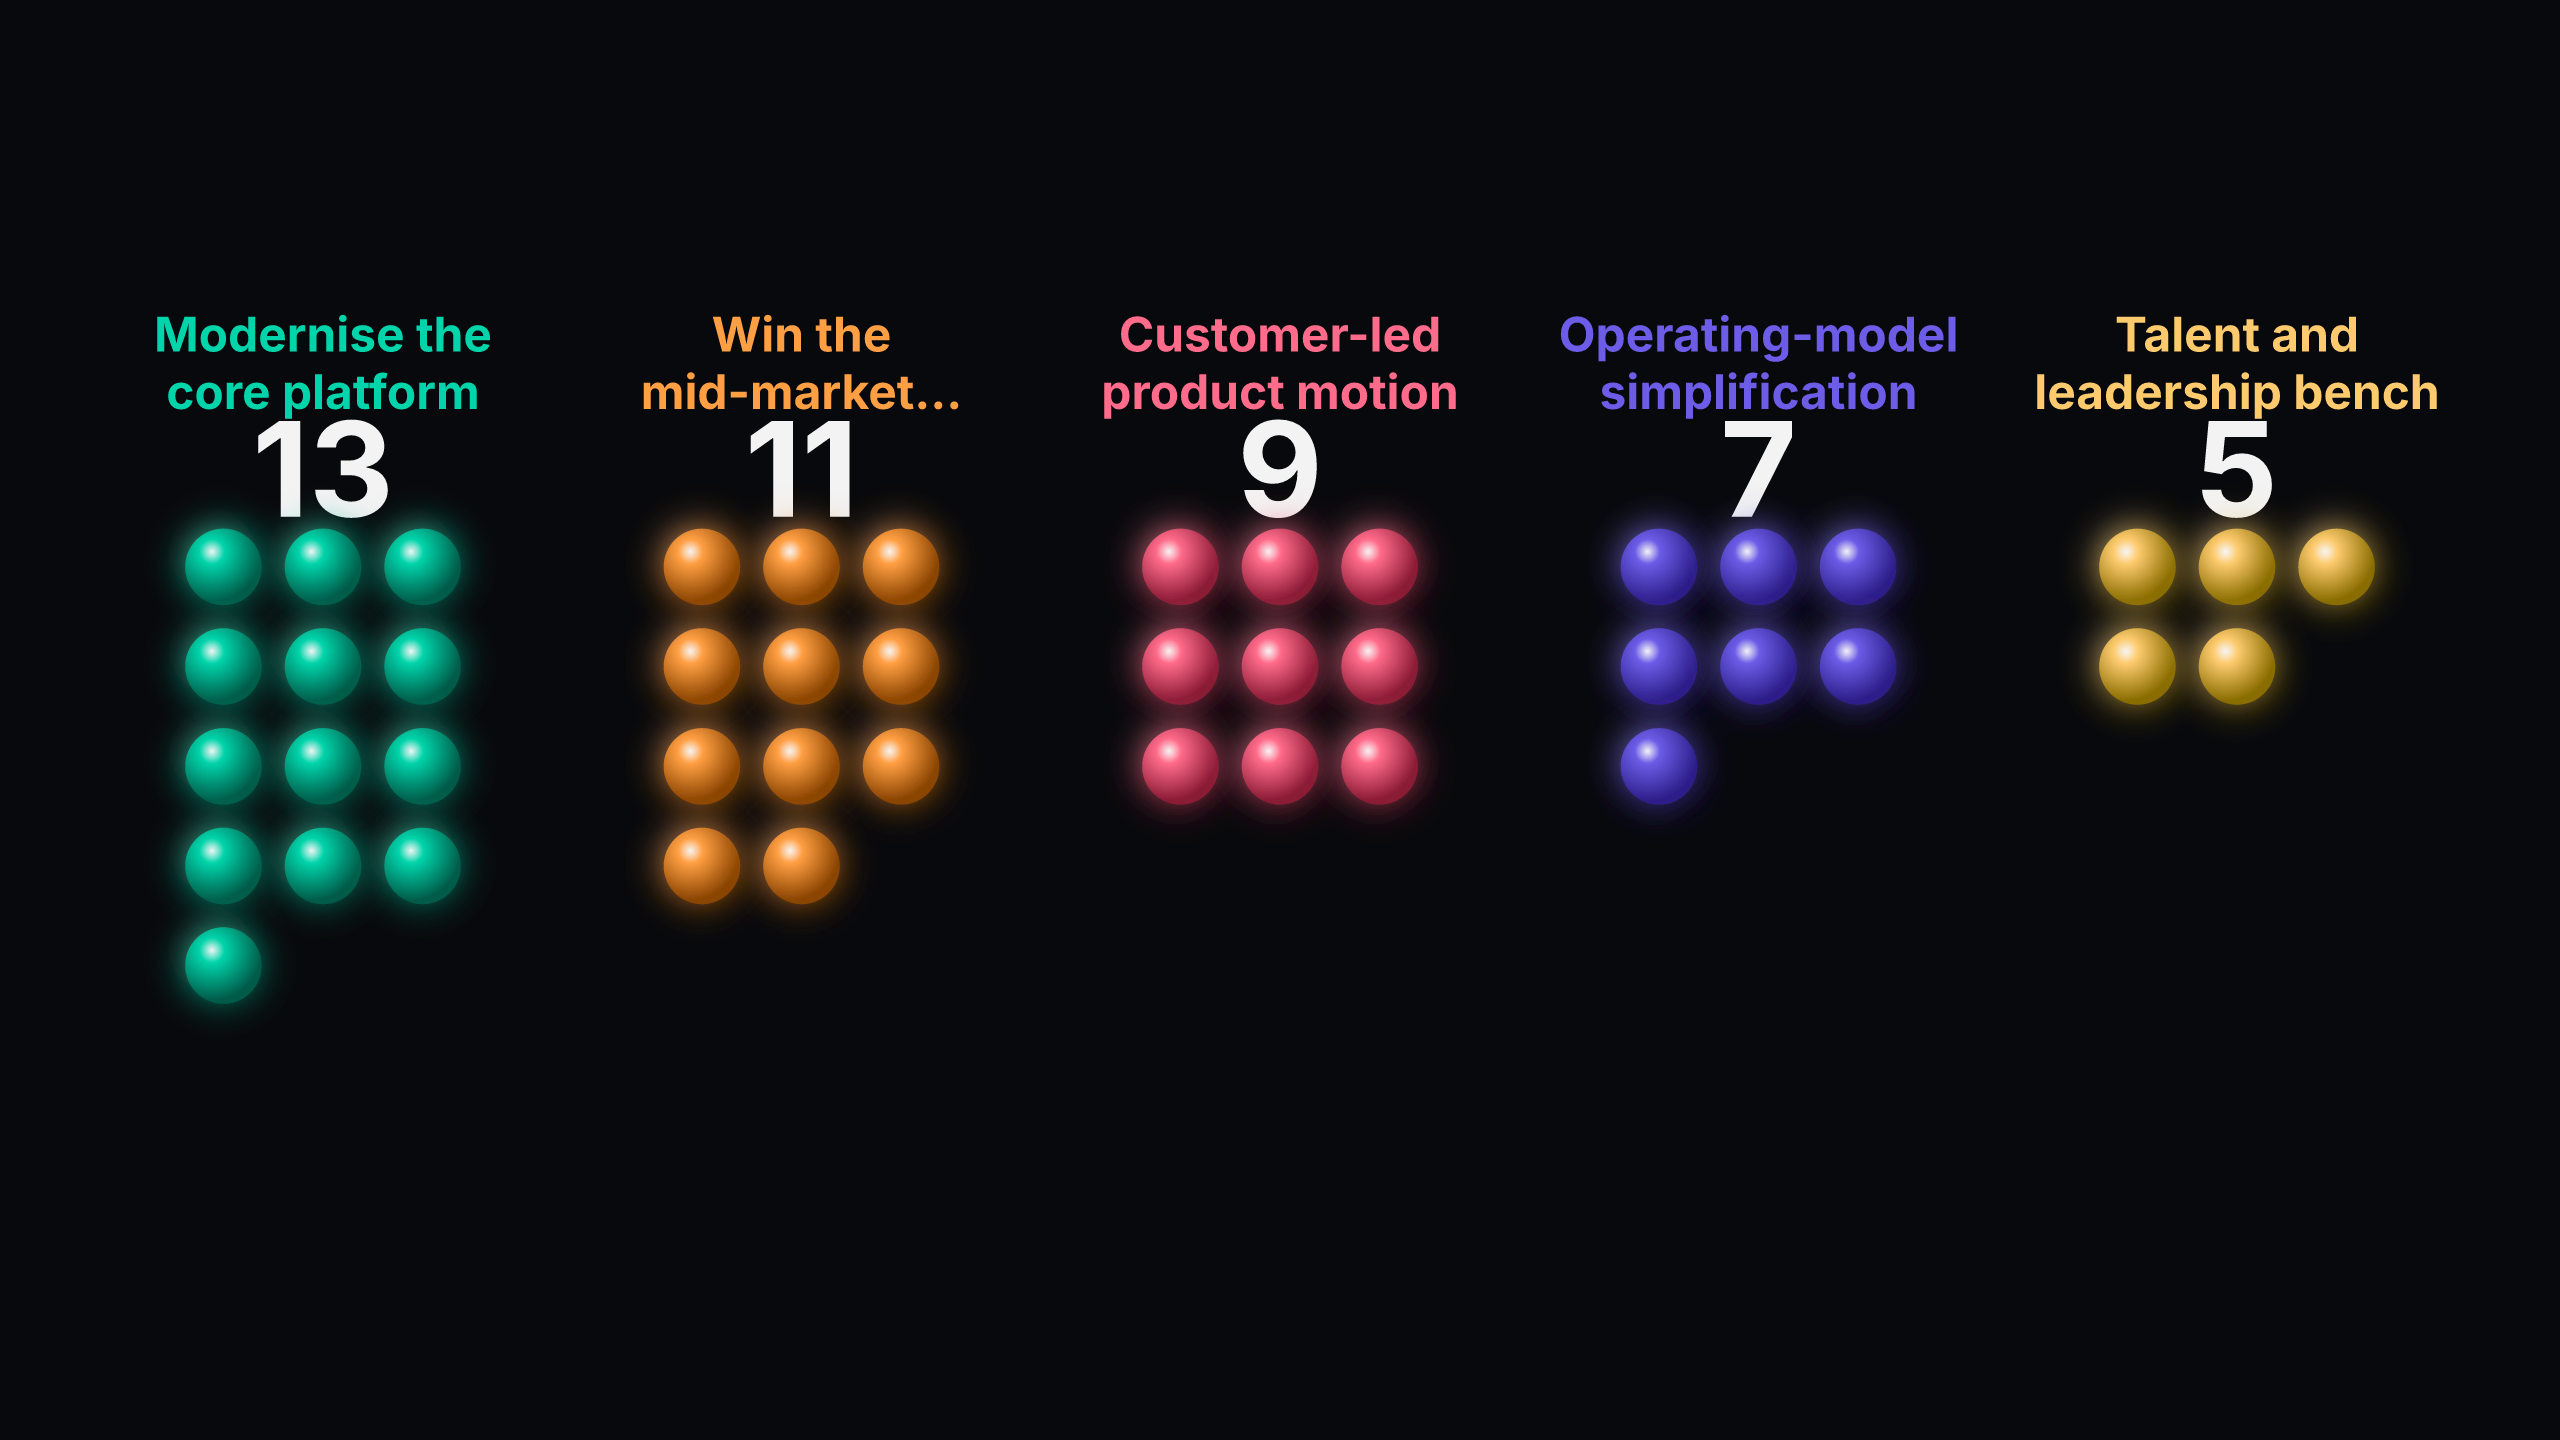 Modernise the
core platform
13
Win the
mid-market...
11
Customer-led
product motion
9
Operating-model
simplification
7
Talent and
leadership bench
5